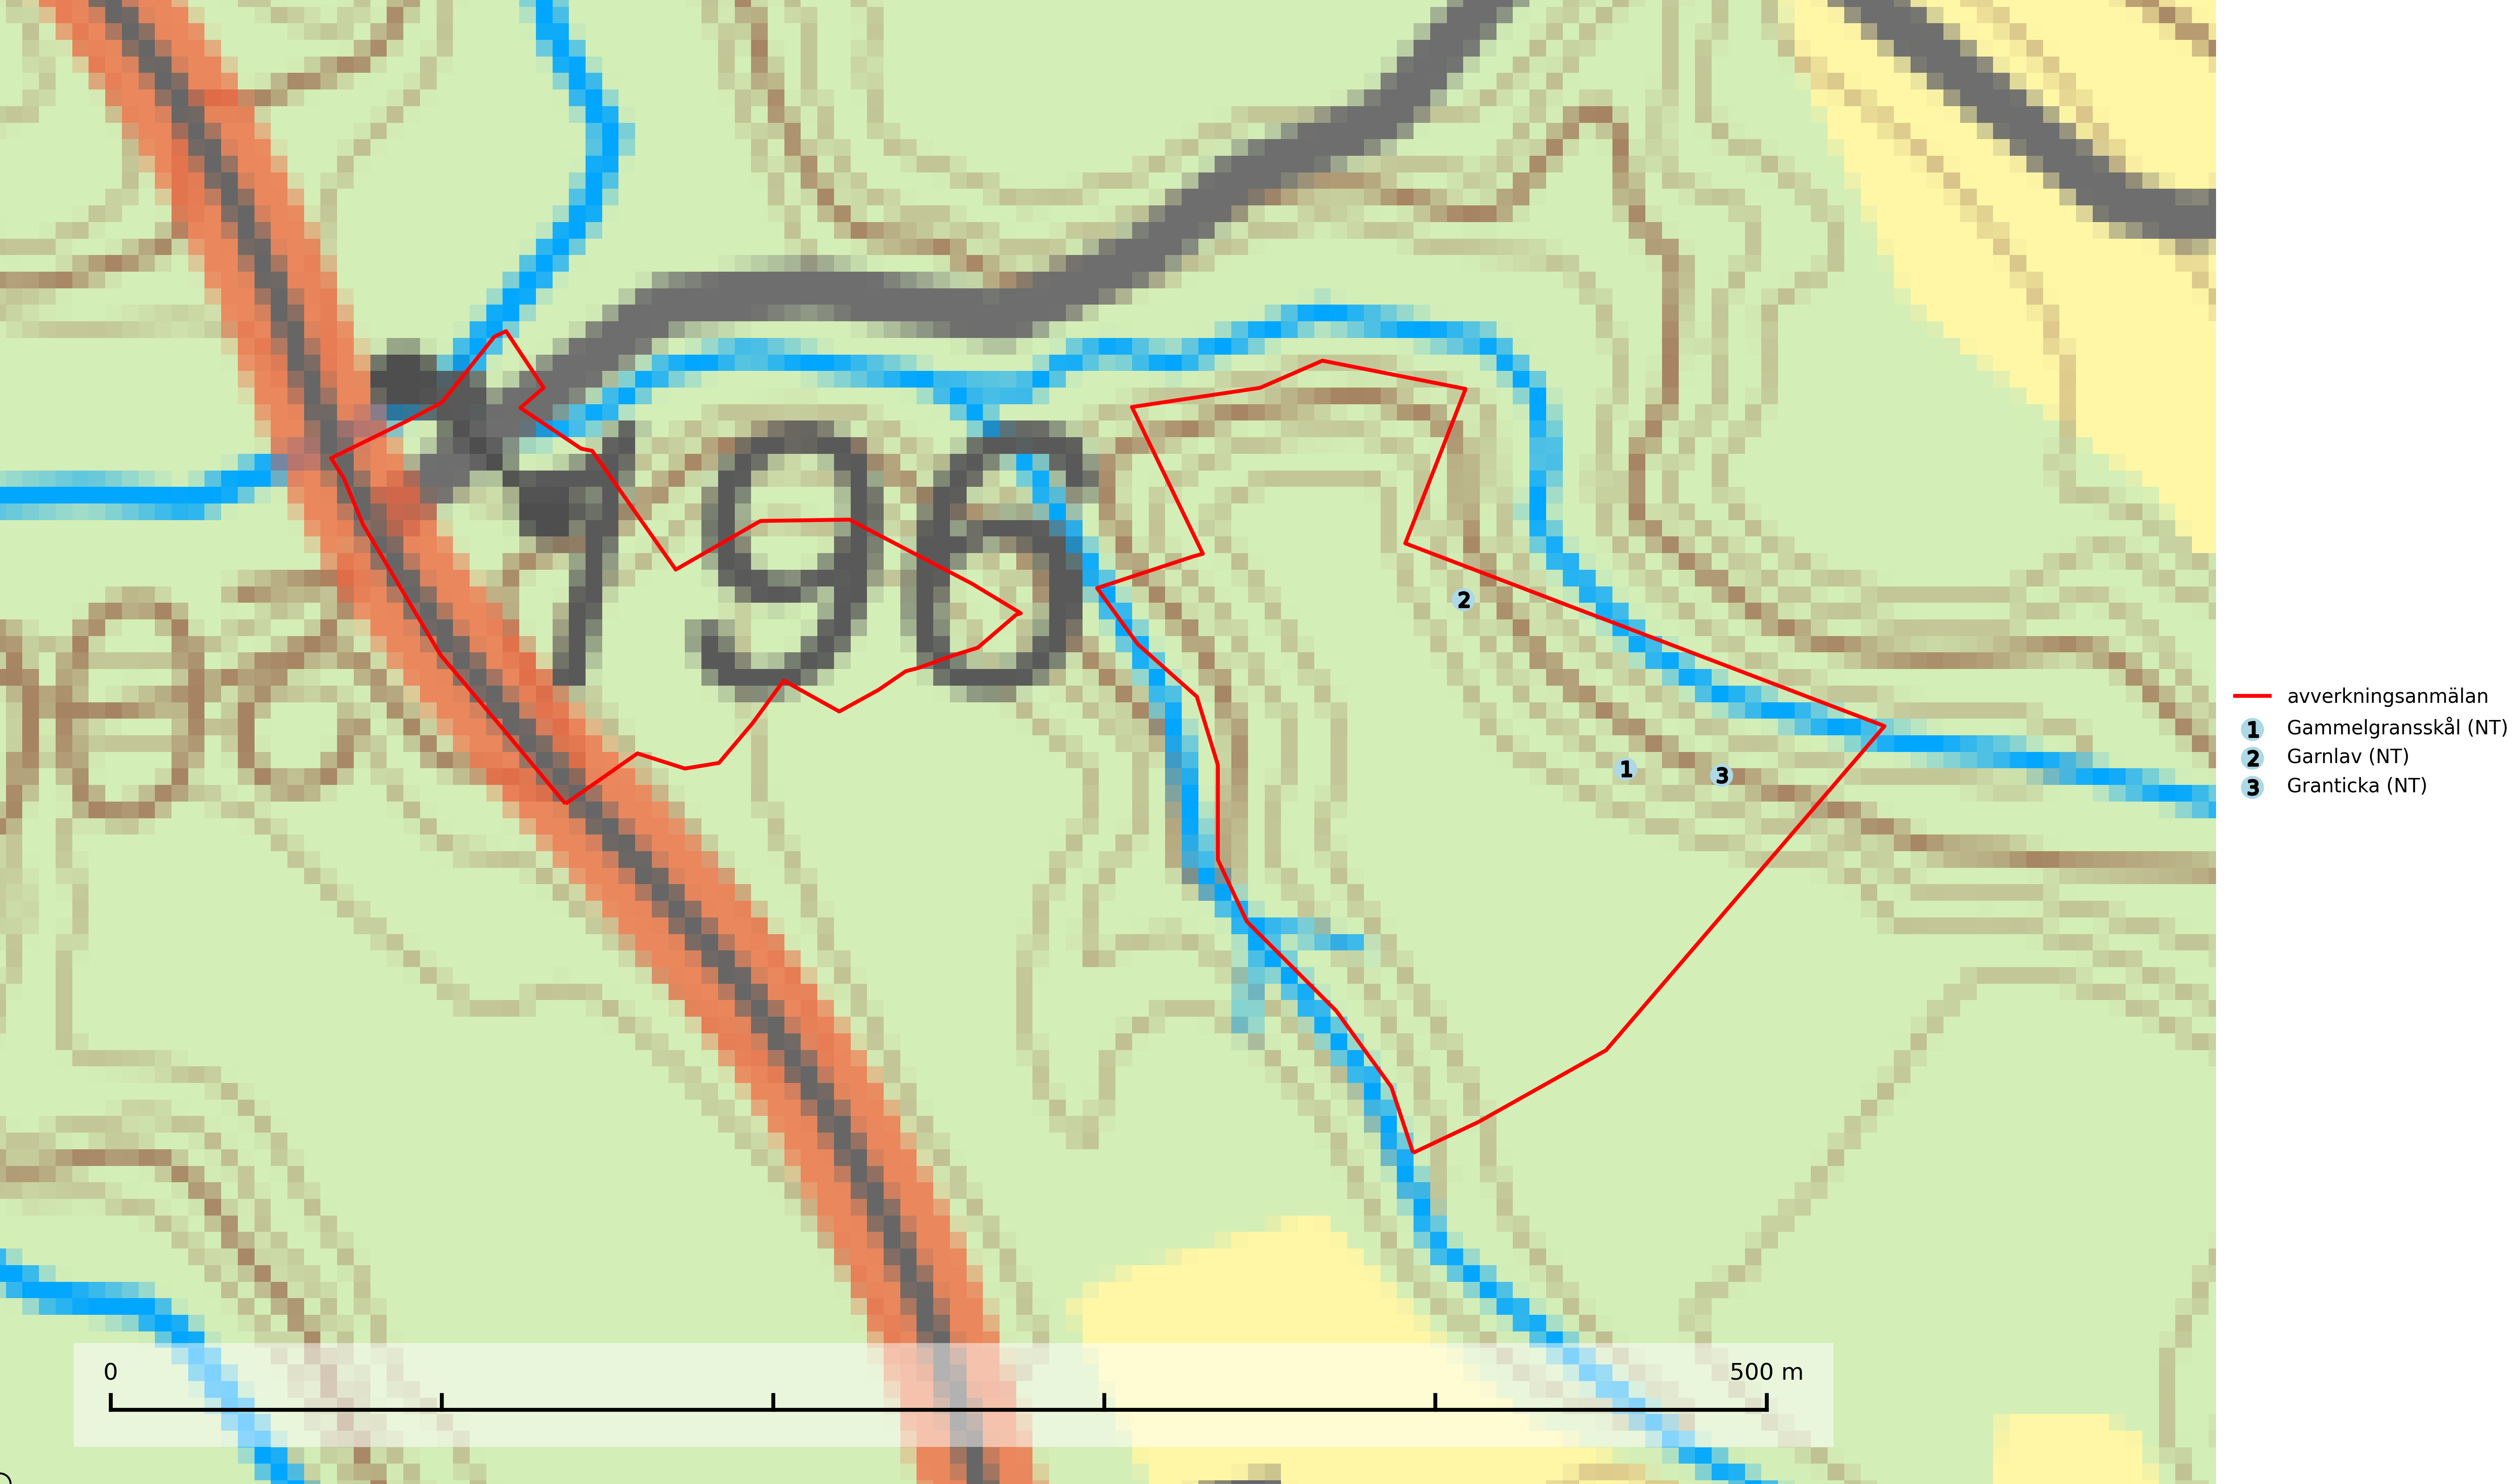 196
2
1
3
0
500 m
avverkningsanmälan
1 Gammelgransskål (NT)
2 Garnlav (NT)
3 Granticka (NT)